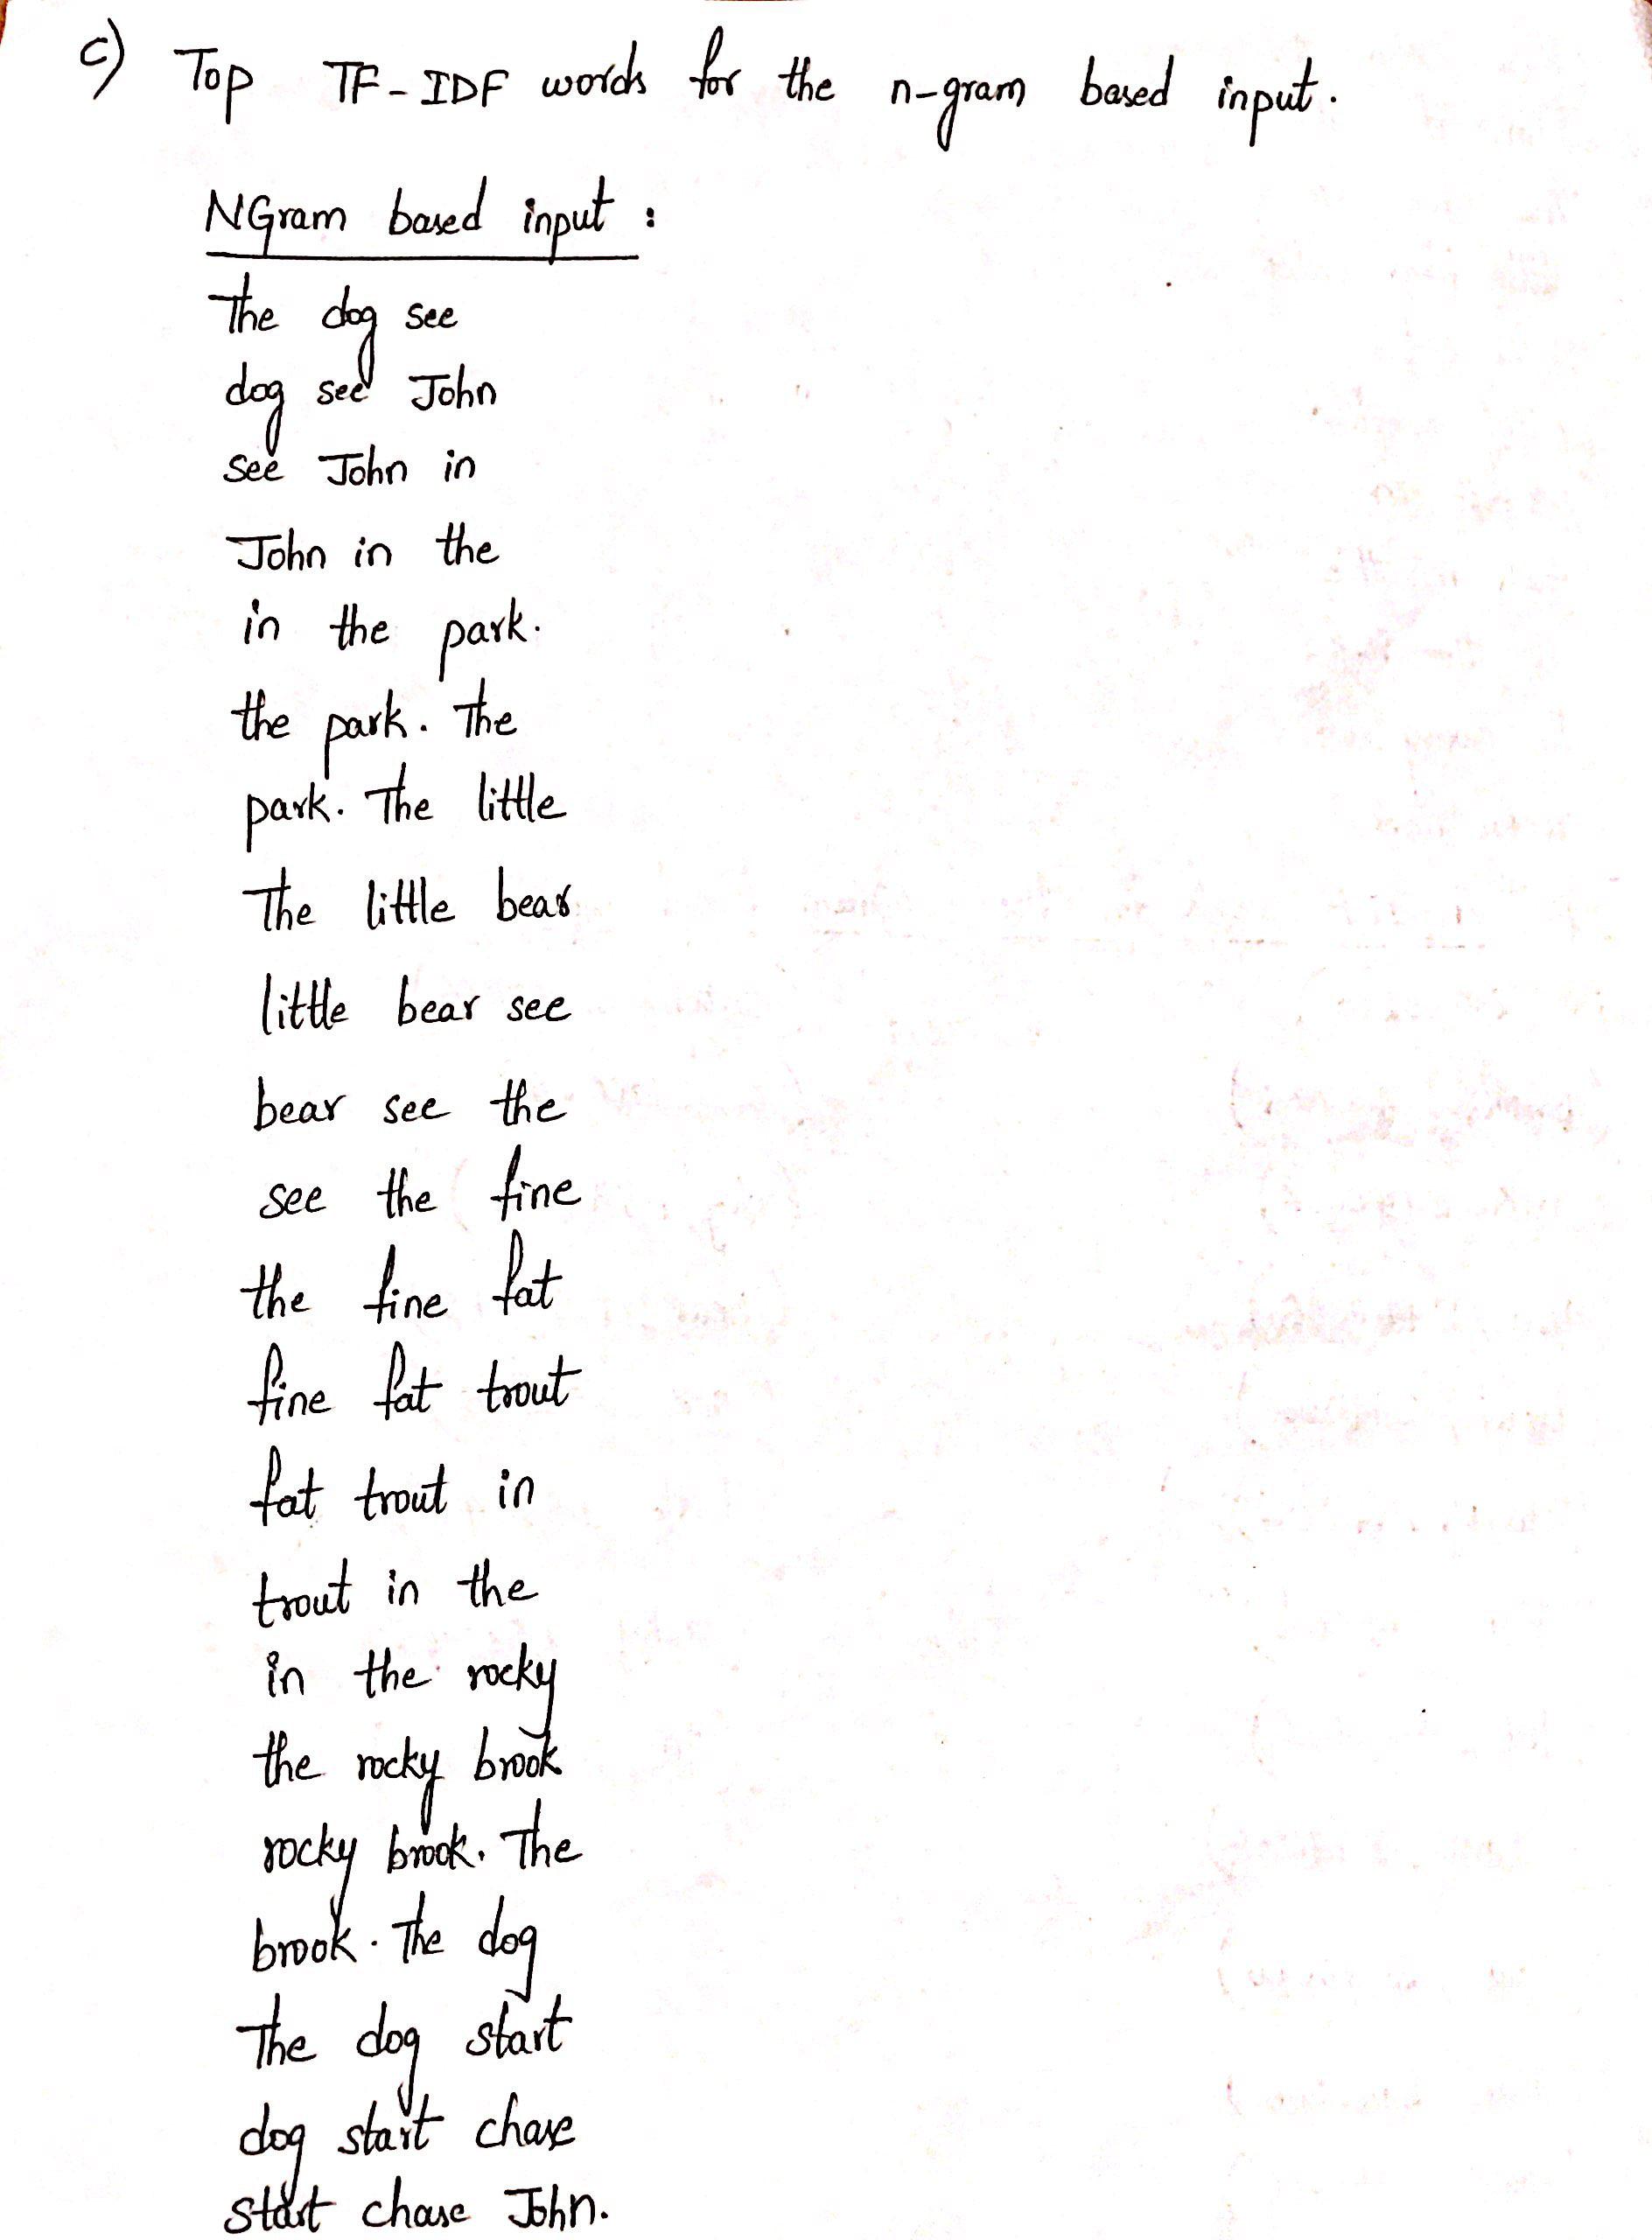 c) Top TF-IDF words for the n-gram based input.
NGram based input :
The dog see
dog see John
see John in
John in the
in the park.
the park. The
park. The little
The little bear
little bear see
bear see the
see the fine
the fine fat
fine fat trout
fat trout in
trout in the
in the rocky
the rocky brook
rocky brook. The
brook. The dog
The dog start
dog start chase
start chase John.